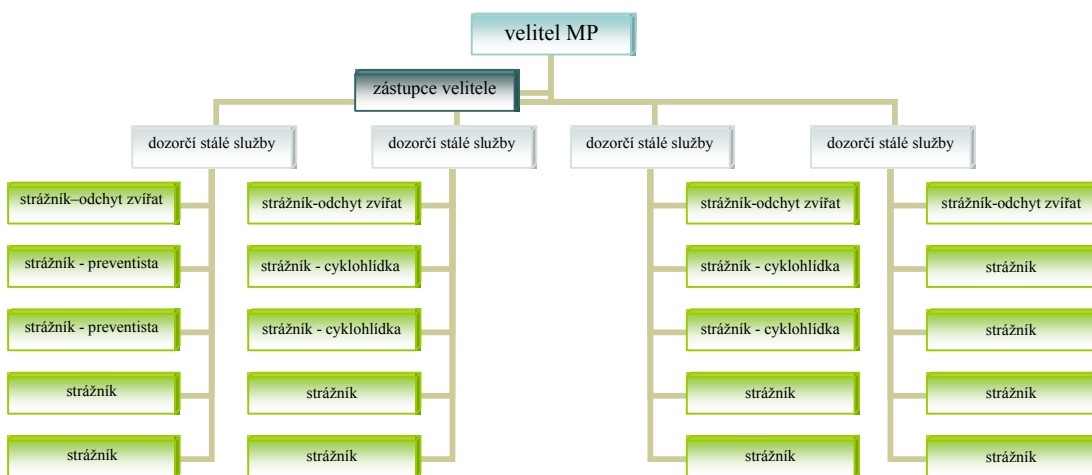 velitel MP
zástupce velitele
dozorčí stálé služby
dozorčí stálé služby
dozorčí stálé služby
dozorčí stálé služby
strážník–odchyt zvířat
strážník-odchyt zvířat
strážník-odchyt zvířat
strážník-odchyt zvířat
strážník - preventista
strážník - cyklohlídka
strážník - cyklohlídka
strážník
strážník - preventista
strážník - cyklohlídka
strážník - cyklohlídka
strážník
strážník
strážník
strážník
strážník
strážník
strážník
strážník
strážník